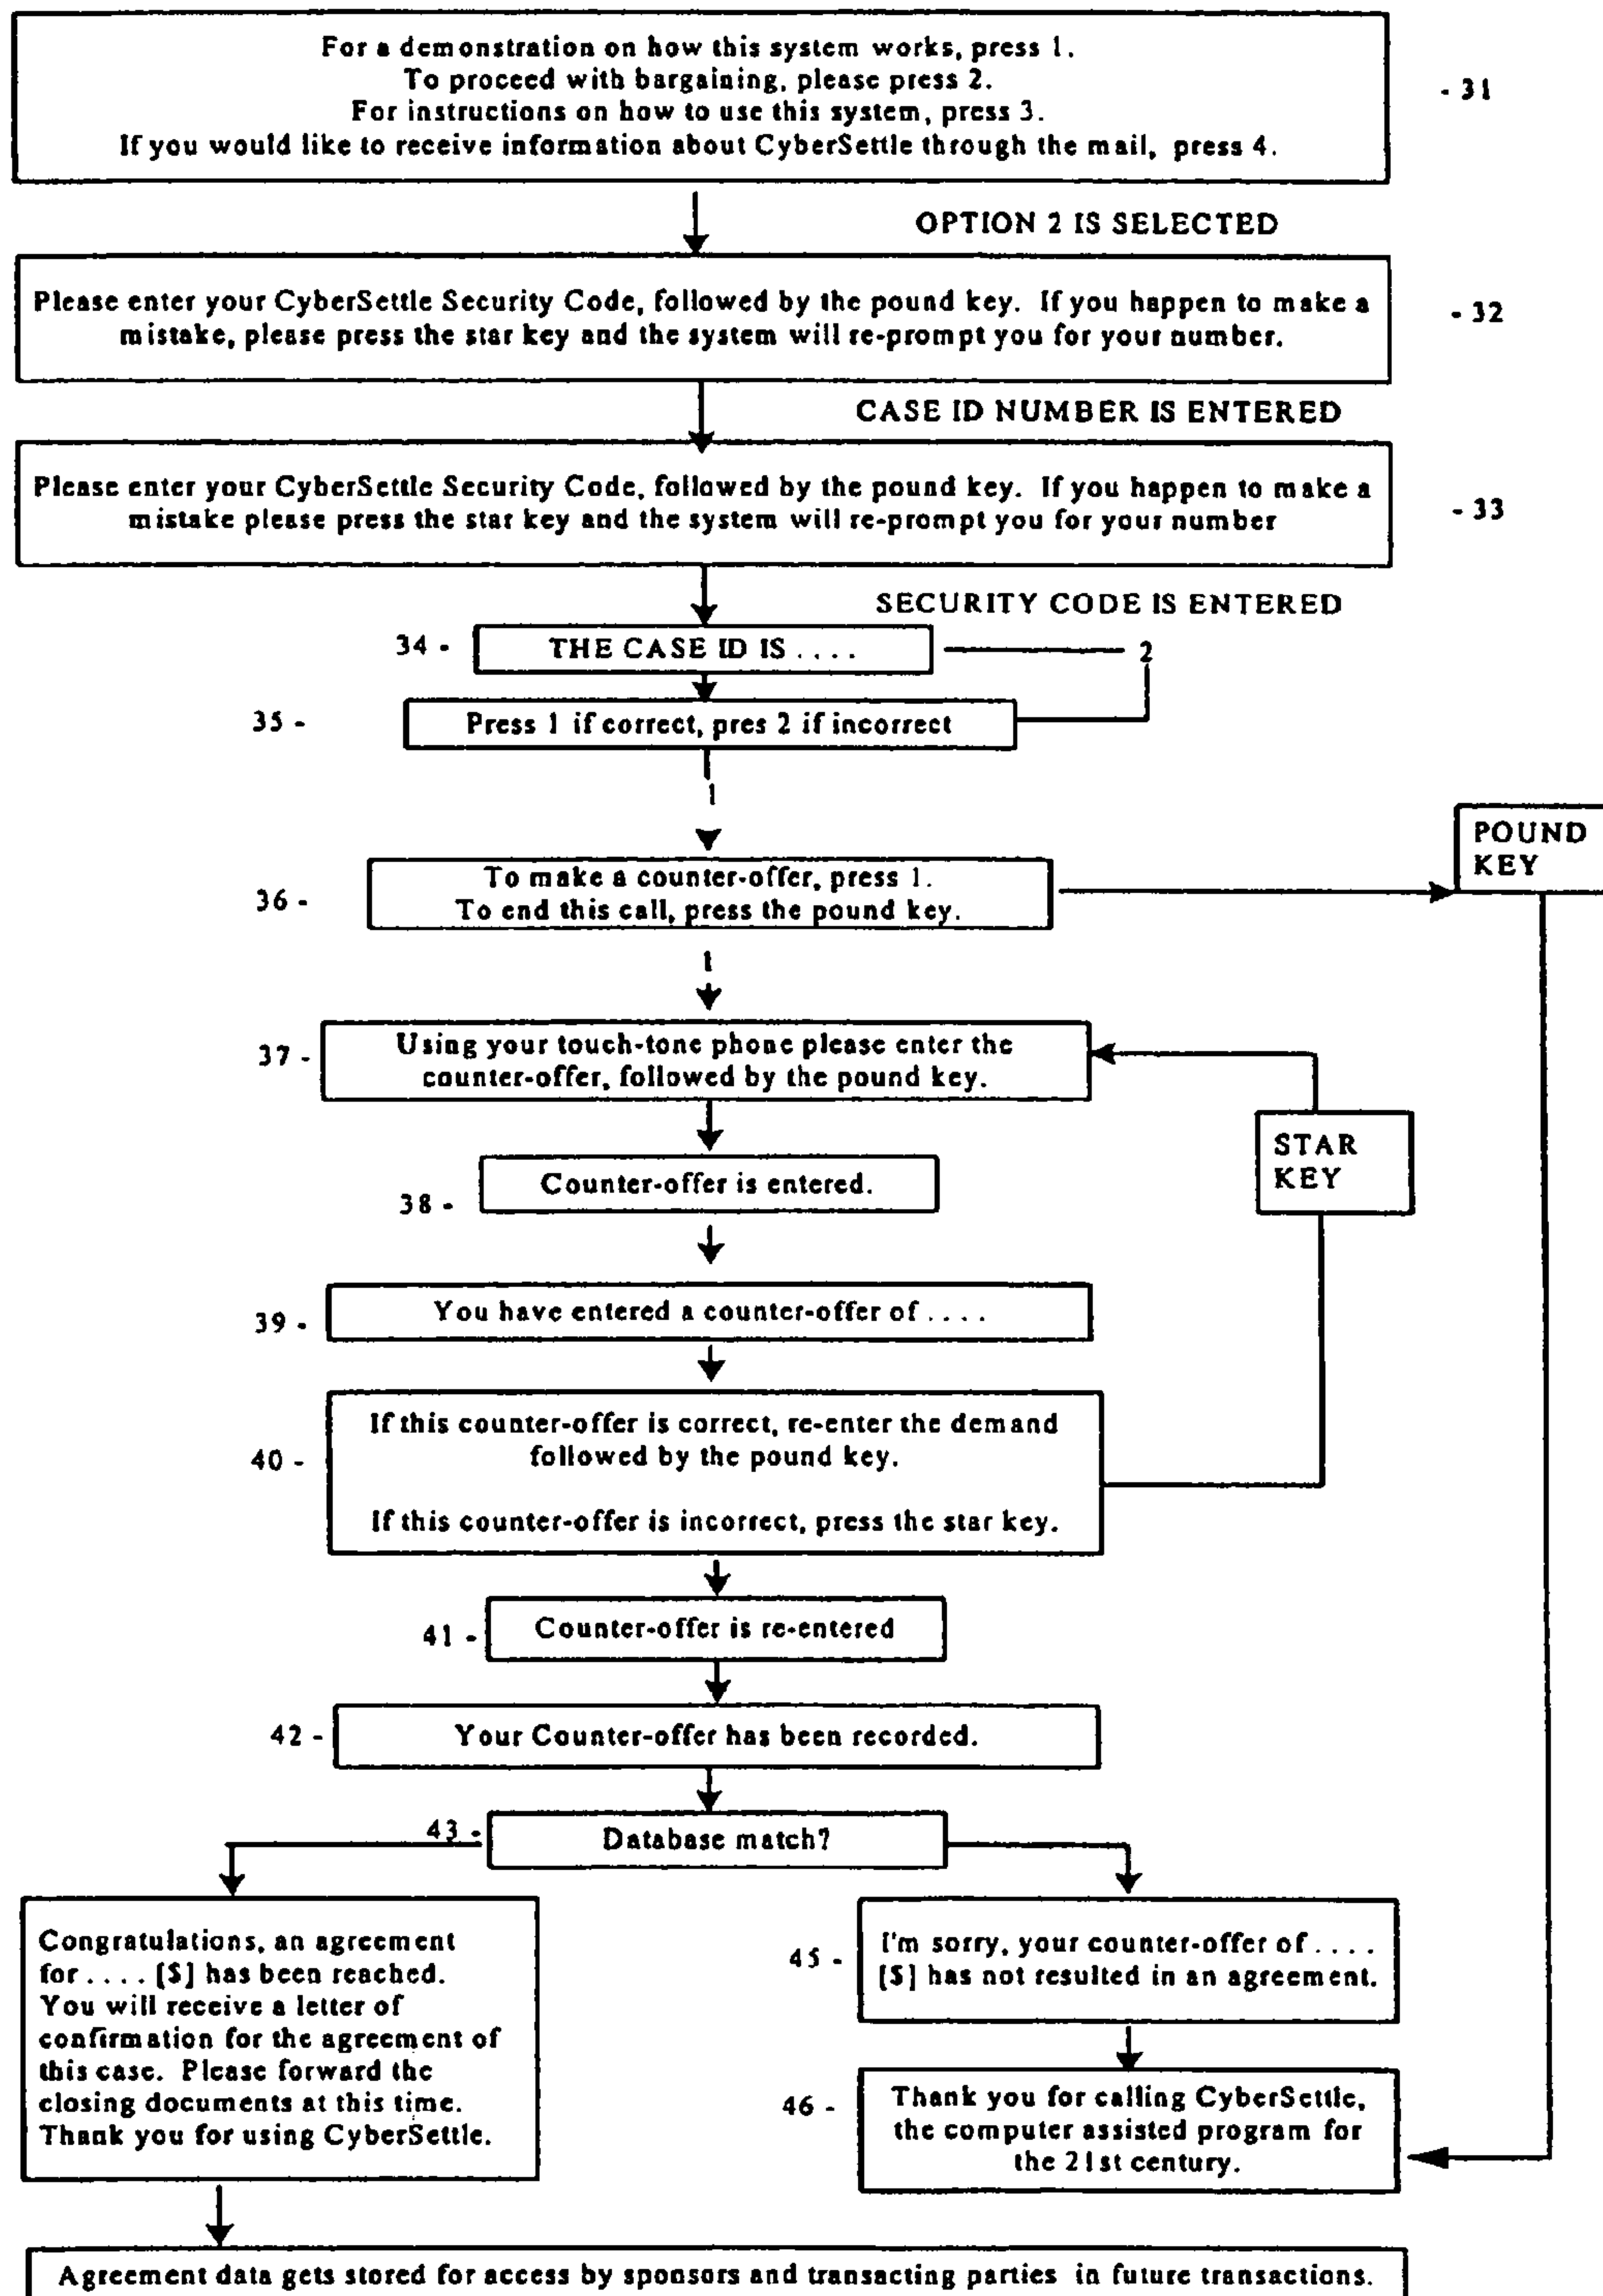 For a demonstration on how this system works, press 1.
To proceed with bargaining, please press 2.
For instructions on how to use this system, press 3.
If you would like to receive information about CyberSettle through the mail, press 4.
- 31
OPTION 2 IS SELECTED
Please enter your CyberSettle Security Code, followed by the pound key. If you happen to make a
mistake, please press the star key and the system will re-prompt you for your number.
- 32
CASE ID NUMBER IS ENTERED
Please enter your CyberSettle Security Code, followed by the pound key. If you happen to make a
mistake please press the star key and the system will re-prompt you for your number
- 33
SECURITY CODE IS ENTERED
34 -
THE CASE ID IS . . . .
2
35 -
Press 1 if correct, pres 2 if incorrect
1
POUND
KEY
36 -
To make a counter-offer, press 1.
To end this call, press the pound key.
1
37 -
Using your touch-tone phone please enter the
counter-offer, followed by the pound key.
STAR
KEY
38 -
Counter-offer is entered.
39 -
You have entered a counter-offer of . . . .
40 -
If this counter-offer is correct, re-enter the demand
followed by the pound key.
If this counter-offer is incorrect, press the star key.
41 -
Counter-offer is re-entered
42 -
Your Counter-offer has been recorded.
43 -
Database match?
Congratulations, an agreement
for . . . . [$] has been reached.
You will receive a letter of
confirmation for the agreement of
this case. Please forward the
closing documents at this time.
Thank you for using CyberSettle.
45 -
I'm sorry, your counter-offer of . . . .
[$] has not resulted in an agreement.
46 -
Thank you for calling CyberSettle,
the computer assisted program for
the 21st century.
Agreement data gets stored for access by sponsors and transacting parties in future transactions.